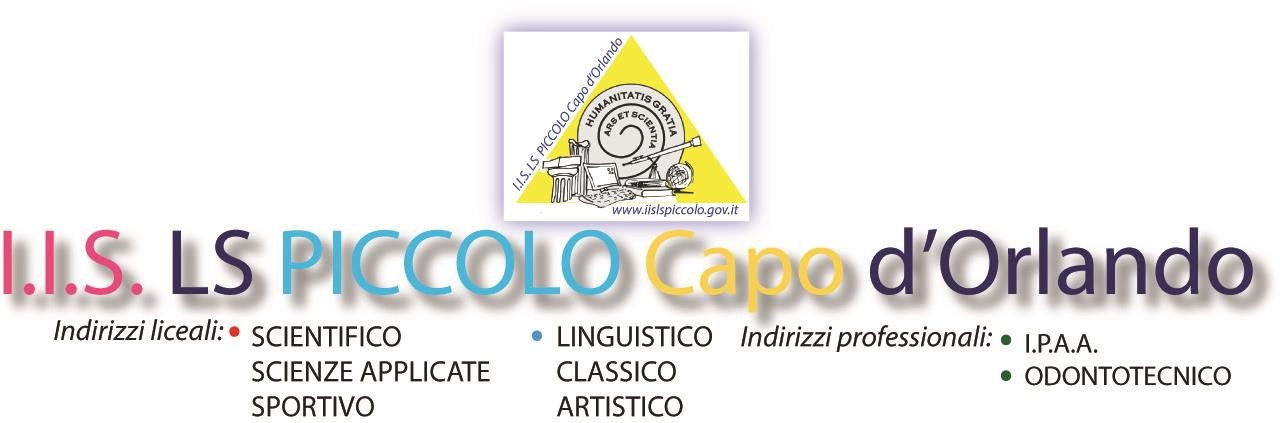 I.I.S. LS PICCOLO Capo d'Orlando
HUMANITATIS GRATIA
ARS ET SCIENTIA
www.iislspiccolo.gov.it
I.I.S. LS PICCOLO Capo d'Orlando
Indirizzi liceali:
• SCIENTIFICO
SCIENZE APPLICATE
SPORTIVO
• LINGUISTICO
CLASSICO
ARTISTICO
Indirizzi professionali:
• I.P.A.A.
• ODONTOTECNICO